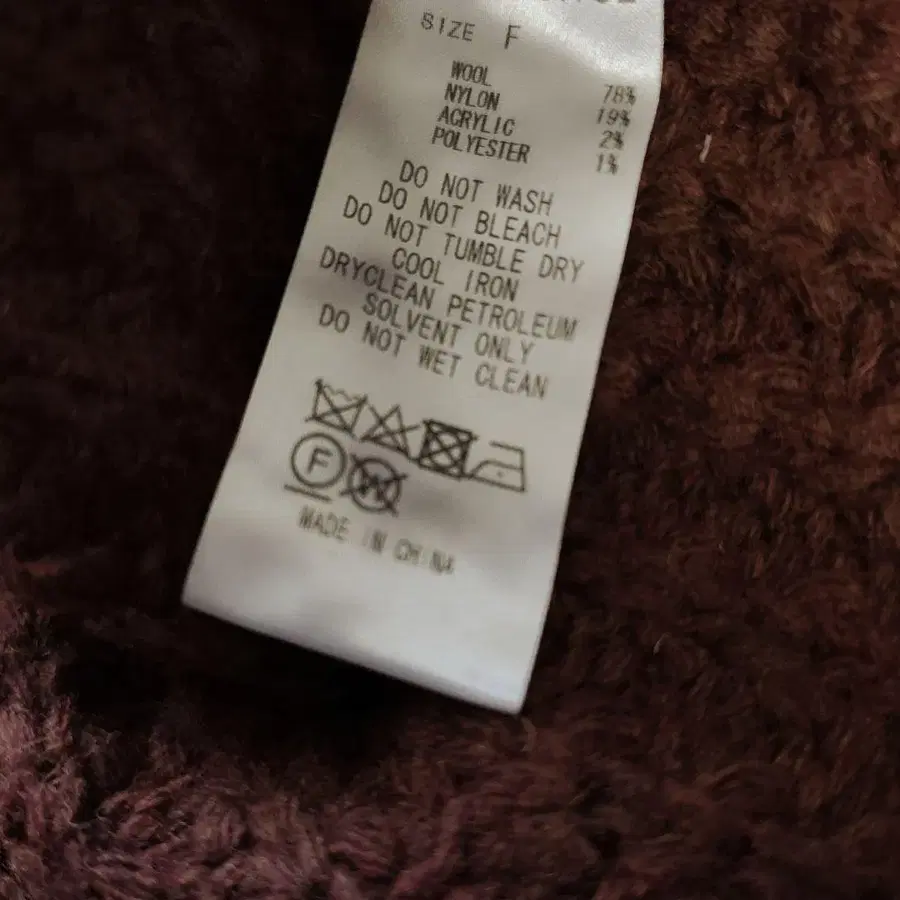 SIZE F
WOOL 78%
NYLON 19%
ACRYLIC 2%
POLYESTER 1%
DO NOT WASH
DO NOT BLEACH
DO NOT TUMBLE DRY
COOL IRON
DRYCLEAN PETROLEUM
SOLVENT ONLY
DO NOT WET CLEAN
F W
MADE IN CHINA